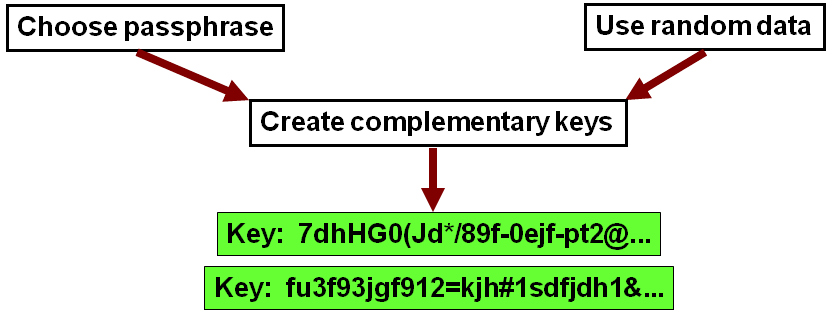 Choose passphrase
Use random data
Create complementary keys
Key: 7dhHG0(Jd*/89f-0ejf-pt2@...
Key: fu3f93jgf912=kjh#1sdfjdh1&...